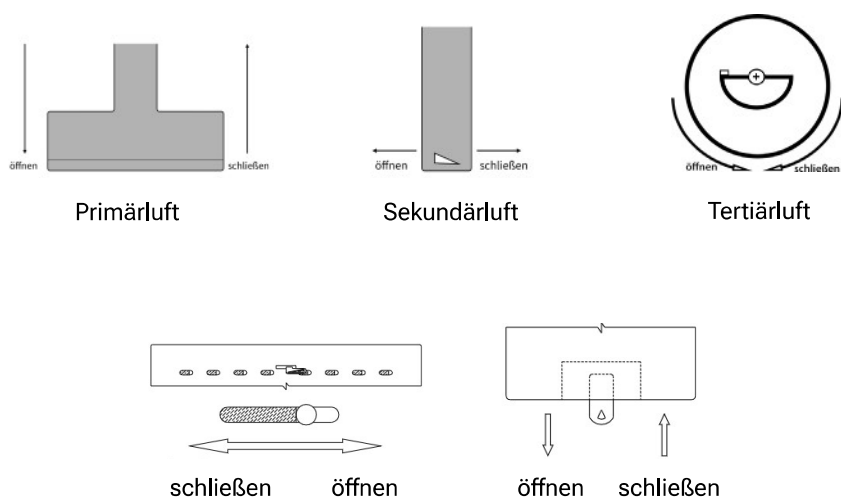 öffnen schließen
öffnen schließen
öffnen schließen
Primärluft
Sekundärluft
Tertiärluft
schließen öffnen
öffnen schließen